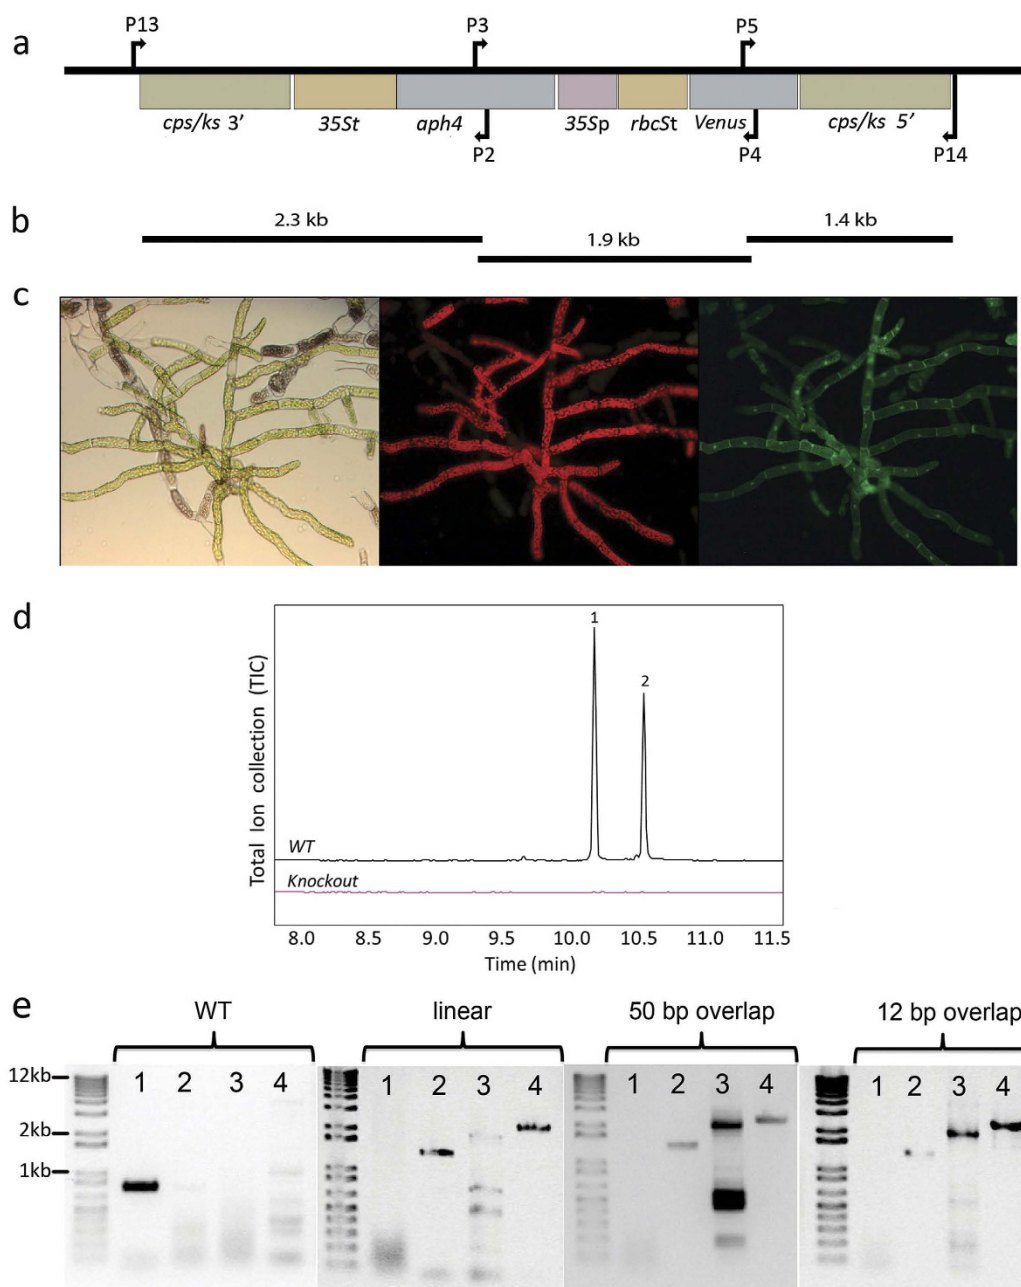 a
P13
P3
P5
cps/ks 3’
35St
aph4
35Sp
rbcSt
Venus
cps/ks 5’
P2
P4
P14
b
2.3 kb
1.9 kb
1.4 kb
c
d
Total Ion collection (TIC)
1
2
WT
Knockout
8.0 8.5 9.0 9.5 10.0 10.5 11.0 11.5
Time (min)
e
WT
linear
50 bp overlap
12 bp overlap
12kb
2kb
1kb
1 2 3 4
1 2 3 4
1 2 3 4
1 2 3 4